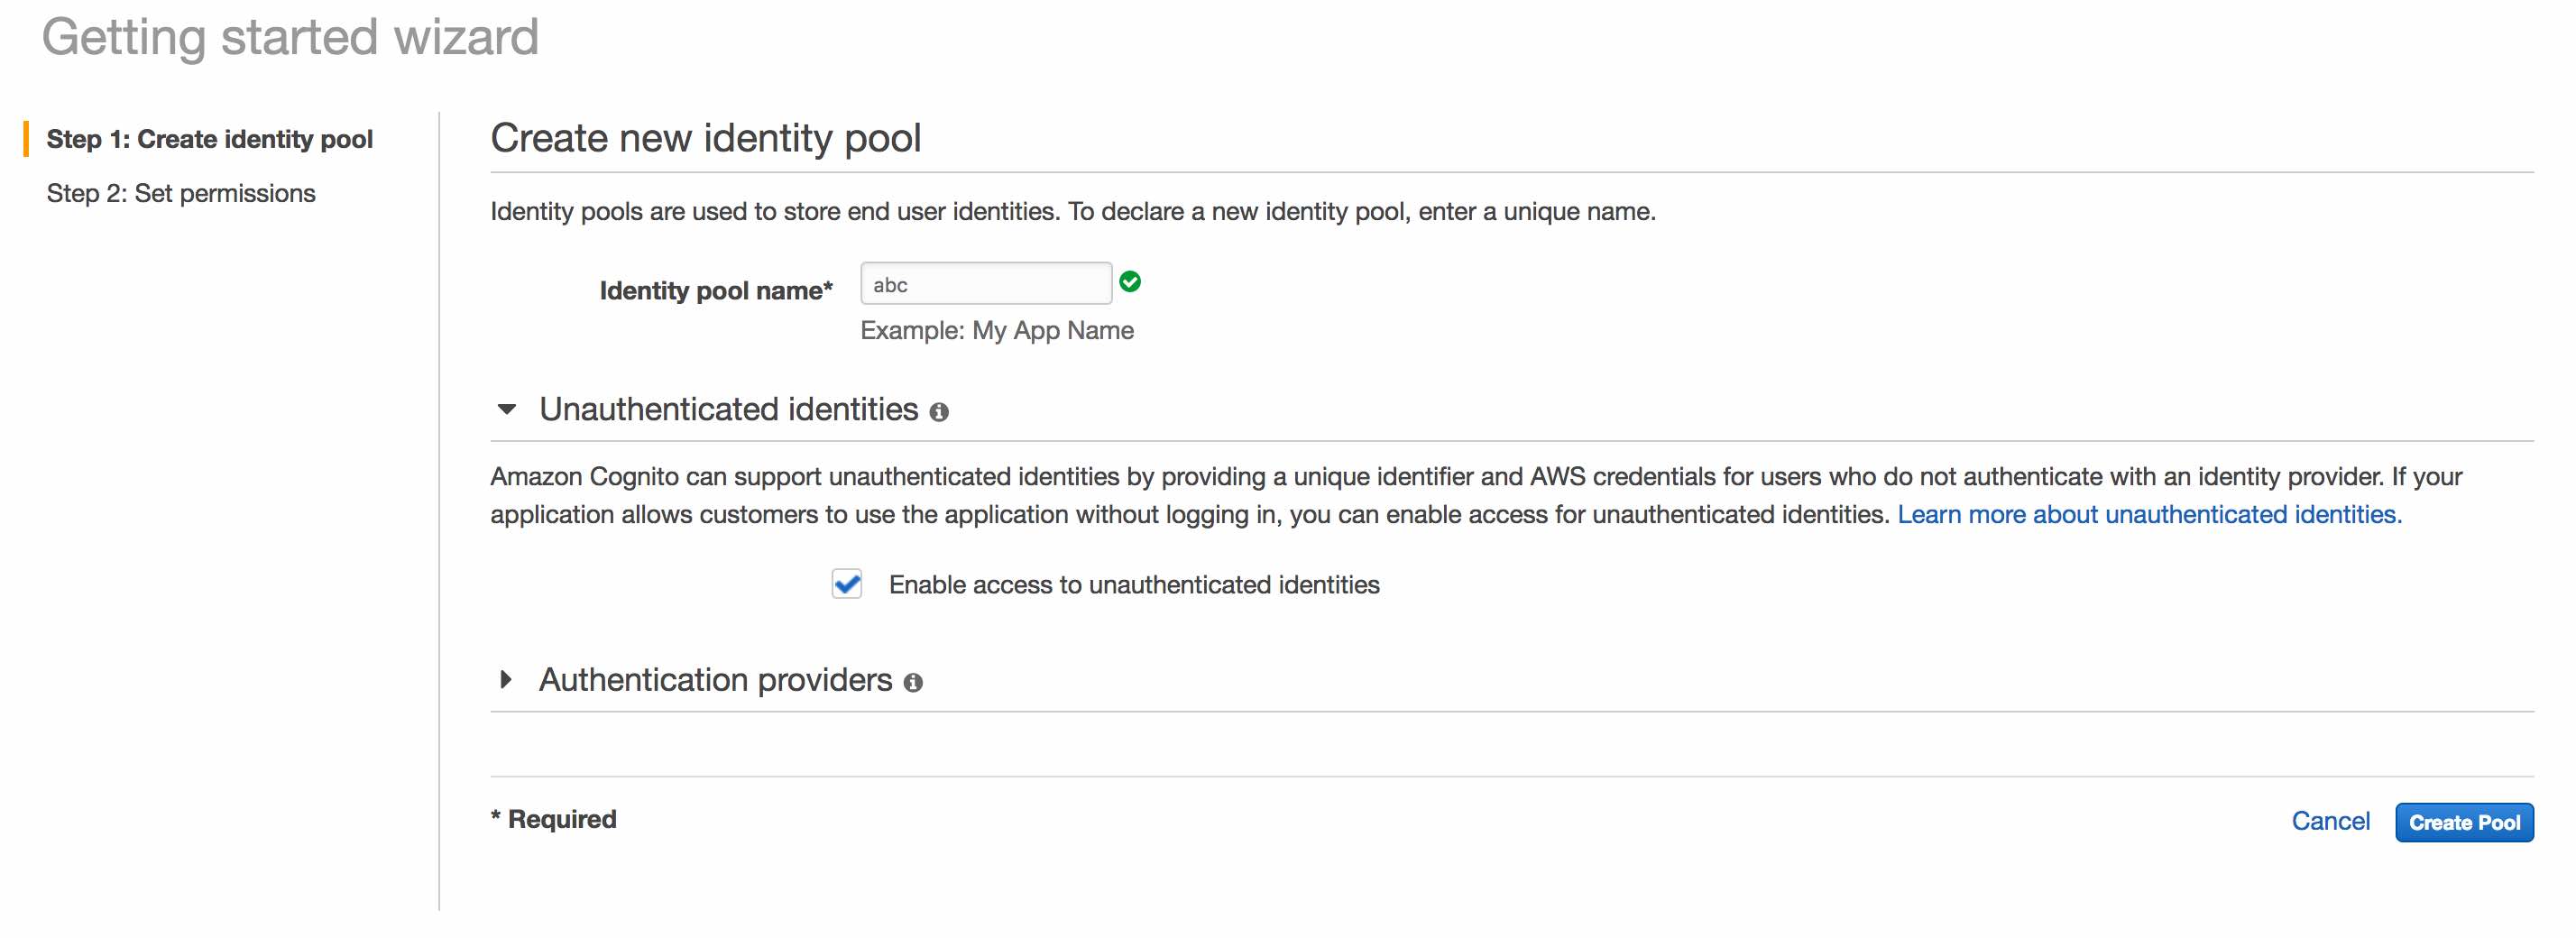 Getting started wizard
Step 1: Create identity pool
Step 2: Set permissions
Create new identity pool
Identity pools are used to store end user identities. To declare a new identity pool, enter a unique name.
Identity pool name* abc
Example: My App Name
Unauthenticated identities
Amazon Cognito can support unauthenticated identities by providing a unique identifier and AWS credentials for users who do not authenticate with an identity provider. If your
application allows customers to use the application without logging in, you can enable access for unauthenticated identities. Learn more about unauthenticated identities.
Enable access to unauthenticated identities
Authentication providers
* Required
Cancel Create Pool